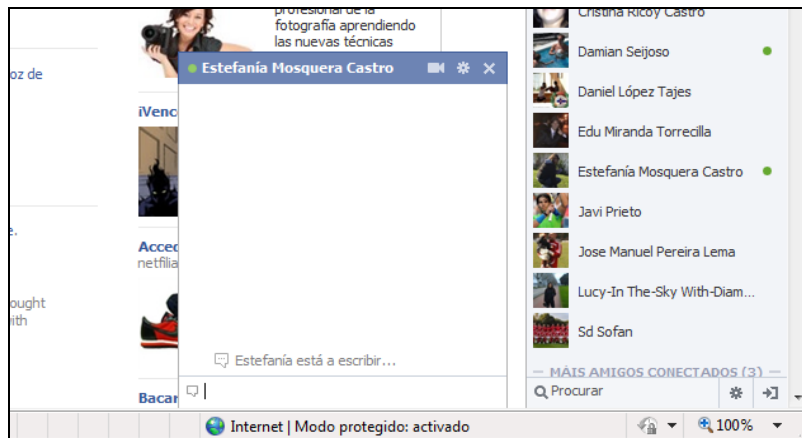 oz de
e.
ought
with
profesional de la
fotografía aprendiendo
las nuevas técnicas
¡Venc
Acced
netfilia
Bacar
Estefanía Mosquera Castro
Estefanía está a escribir...
Cristina Ricoy Castro
Damian Seijoso
Daniel López Tajes
Edu Miranda Torrecilla
Estefanía Mosquera Castro
Javi Prieto
Jose Manuel Pereira Lema
Lucy-In The-Sky With-Diam...
Sd Sofan
MÁIS AMIGOS CONECTADOS (3)
Procurar
Internet | Modo protegido: activado
100%